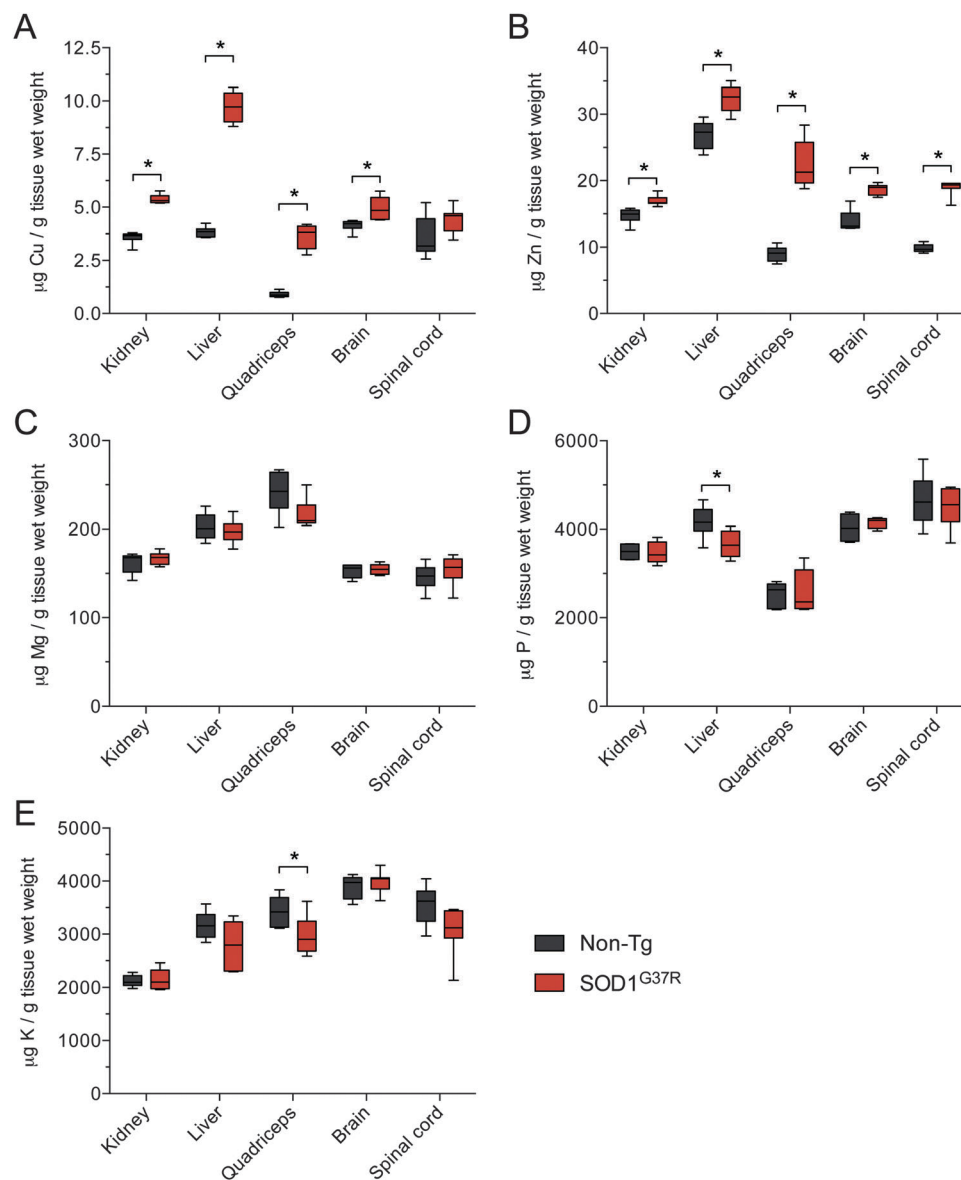 A
μg Cu / g tissue wet weight
12.5
10.0
7.5
5.0
2.5
0.0
*
*
*
*
Kidney
Liver
Quadriceps
Brain
Spinal cord
B
μg Zn / g tissue wet weight
40
30
20
10
0
*
*
*
*
*
Kidney
Liver
Quadriceps
Brain
Spinal cord
C
μg Mg / g tissue wet weight
300
200
100
0
Kidney
Liver
Quadriceps
Brain
Spinal cord
D
μg P / g tissue wet weight
6000
4000
2000
0
*
Kidney
Liver
Quadriceps
Brain
Spinal cord
E
μg K / g tissue wet weight
5000
4000
3000
2000
1000
0
*
Kidney
Liver
Quadriceps
Brain
Spinal cord
Non-Tg
SOD1G37R